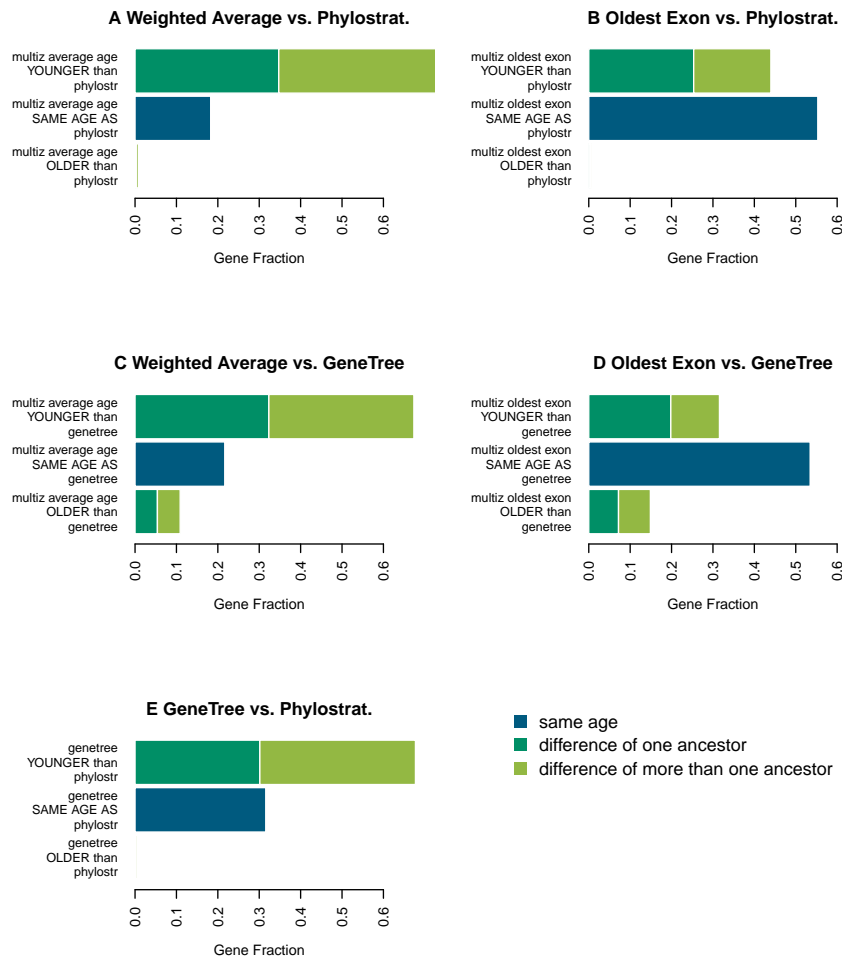 A Weighted Average vs. Phylostrat.
multiz average age
YOUNGER than
phylostr
multiz average age
SAME AGE AS
phylostr
multiz average age
OLDER than
phylostr
0.0
0.1
0.2
0.3
0.4
0.5
0.6
Gene Fraction
B Oldest Exon vs. Phylostrat.
multiz oldest exon
YOUNGER than
phylostr
multiz oldest exon
SAME AGE AS
phylostr
multiz oldest exon
OLDER than
phylostr
0.0
0.1
0.2
0.3
0.4
0.5
0.6
Gene Fraction
C Weighted Average vs. GeneTree
multiz average age
YOUNGER than
genetree
multiz average age
SAME AGE AS
genetree
multiz average age
OLDER than
genetree
0.0
0.1
0.2
0.3
0.4
0.5
0.6
Gene Fraction
D Oldest Exon vs. GeneTree
multiz oldest exon
YOUNGER than
genetree
multiz oldest exon
SAME AGE AS
genetree
multiz oldest exon
OLDER than
genetree
0.0
0.1
0.2
0.3
0.4
0.5
0.6
Gene Fraction
E GeneTree vs. Phylostrat.
genetree
YOUNGER than
phylostr
genetree
SAME AGE AS
phylostr
genetree
OLDER than
phylostr
0.0
0.1
0.2
0.3
0.4
0.5
0.6
Gene Fraction
same age
difference of one ancestor
difference of more than one ancestor